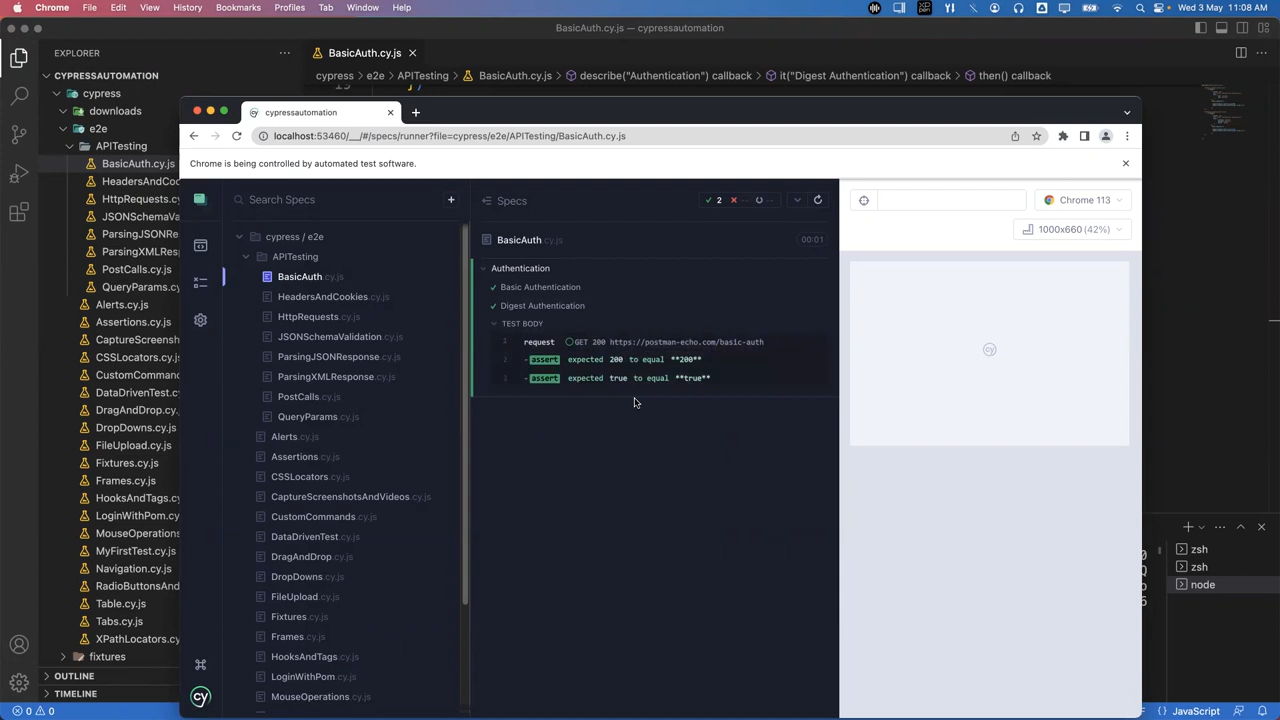 Chrome File Edit View History Bookmarks Profiles Tab Window Help
Wed 3 May 11:08 AM
BasicAuth.cy.js — cypressautomation
EXPLORER
BasicAuth.cy.js
CYPRESSAUTOMATION
cypress > e2e > APITesting > BasicAuth.cy.js > describe("Authentication") callback > it("Digest Authentication") callback > then() callback
cypress
downloads
e2e
APITesting
BasicAuth.cy.js
HeadersAndCo
HttpRequests.c
JSONSchemaVa
ParsingJSONRe
ParsingXMLRes
PostCalls.cy.js
QueryParams.c
Alerts.cy.js
Assertions.cy.js
CaptureScreensh
CSSLocators.cy.j
DataDrivenTest.c
DragAndDrop.cy
DropDowns.cy.js
FileUpload.cy.js
Fixtures.cy.js
Frames.cy.js
HooksAndTags.cy
LoginWithPom.cy
MouseOperations
MyFirstTest.cy.js
Navigation.cy.js
RadioButtonsAnd
Table.cy.js
Tabs.cy.js
XPathLocators.cy
fixtures
OUTLINE
TIMELINE
0 0
cypressautomation
localhost:53460/__/#/specs/runner?file=cypress/e2e/APITesting/BasicAuth.cy.js
Chrome is being controlled by automated test software.
Search Specs
cypress / e2e
APITesting
BasicAuth.cy.js
HeadersAndCookies.cy.js
HttpRequests.cy.js
JSONSchemaValidation.cy.js
ParsingJSONResponse.cy.js
ParsingXMLResponse.cy.js
PostCalls.cy.js
QueryParams.cy.js
Alerts.cy.js
Assertions.cy.js
CSSLocators.cy.js
CaptureScreenshotsAndVideos.cy.js
CustomCommands.cy.js
DataDrivenTest.cy.js
DragAndDrop.cy.js
DropDowns.cy.js
FileUpload.cy.js
Fixtures.cy.js
Frames.cy.js
HooksAndTags.cy.js
LoginWithPom.cy.js
MouseOperations.cy.js
cy
Specs
2 -- --
BasicAuth cy.js 00:01
Authentication
Basic Authentication
Digest Authentication
TEST BODY
1 request GET 200 https://postman-echo.com/basic-auth
2 -assert expected 200 to equal **200**
3 -assert expected true to equal **true**
Chrome 113
1000x660 (42%)
zsh
zsh
node
JavaScript